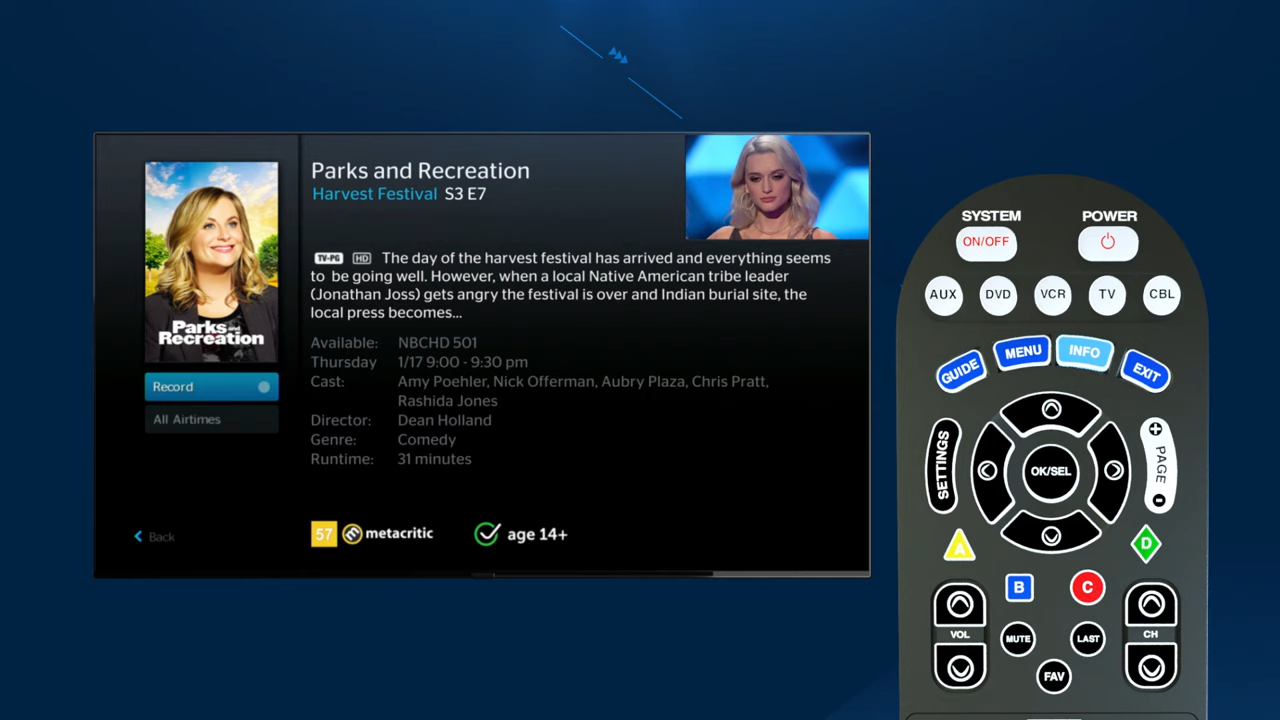 Parks and Recreation
Harvest Festival S3 E7
TV-PG HD The day of the harvest festival has arrived and everything seems
to be going well. However, when a local Native American tribe leader
(Jonathan Joss) gets angry the festival is over and Indian burial site, the
local press becomes...
Parks and
Recreation
Record
All Airtimes
Available: NBCHD 501
Thursday 1/17 9:00 - 9:30 pm
Cast: Amy Poehler, Nick Offerman, Aubry Plaza, Chris Pratt,
Rashida Jones
Director: Dean Holland
Genre: Comedy
Runtime: 31 minutes
Back
57 metacritic age 14+
SYSTEM POWER
ON/OFF
AUX DVD VCR TV CBL
GUIDE MENU INFO EXIT
SETTINGS OK/SEL PAGE
A D
B C
VOL MUTE LAST CH
FAV